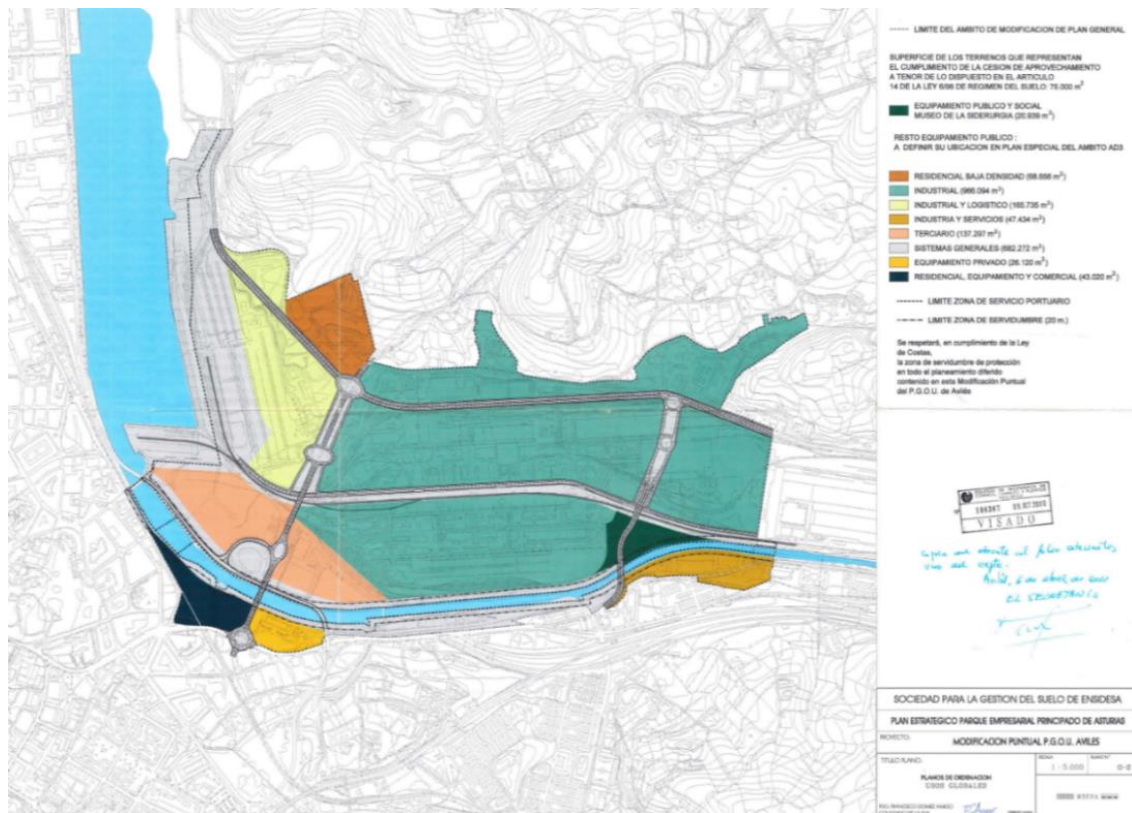 LIMITE DEL AMBITO DE MODIFICACION DE PLAN GENERAL
SUPERFICIE DE LOS TERRENOS QUE REPRESENTAN
EL CUMPLIMIENTO DE LA CESION DE APROVECHAMIENTO
A TENOR DE LO DISPUESTO EN EL ARTICULO
14 DE LA LEY 6/98 DE REGIMEN DEL SUELO: 75.000 m²
EQUIPAMIENTO PUBLICO Y SOCIAL
MUSEO DE LA SIDERURGIA (20.939 m²)
RESTO EQUIPAMIENTO PUBLICO :
A DEFINIR SU UBICACION EN PLAN ESPECIAL DEL AMBITO AD3
RESIDENCIAL BAJA DENSIDAD
INDUSTRIAL
INDUSTRIAL Y LOGISTICO (165.735 m²)
INDUSTRIA Y SERVICIOS (47.434 m²)
TERCIARIO (137.297 m²)
SISTEMAS GENERALES (682.272 m²)
EQUIPAMIENTO PRIVADO (26.120 m²)
RESIDENCIAL, EQUIPAMIENTO Y COMERCIAL (43.020 m²)
LIMITE ZONA DE SERVICIO PORTUARIO
LIMITE ZONA DE SERVIDUMBRE (20 m.)
Se respetará, en cumplimiento de la Ley
de Costas,
la zona de servidumbre de protección
en todo el planeamiento diferido
contenido en esta Modificación Puntual
del P.G.O.U. de Avilés
VISADO
EL SECRETARIO
SOCIEDAD PARA LA GESTION DEL SUELO DE ENSIDESA
PLAN ESTRATEGICO PARQUE EMPRESARIAL PRINCIPADO DE ASTURIAS
PROYECTO:
MODIFICACION PUNTUAL P.G.O.U. AVILES
TITULO PLANO:
PLANOS DE ORDENACION
USOS GLOBALES
1:5.000